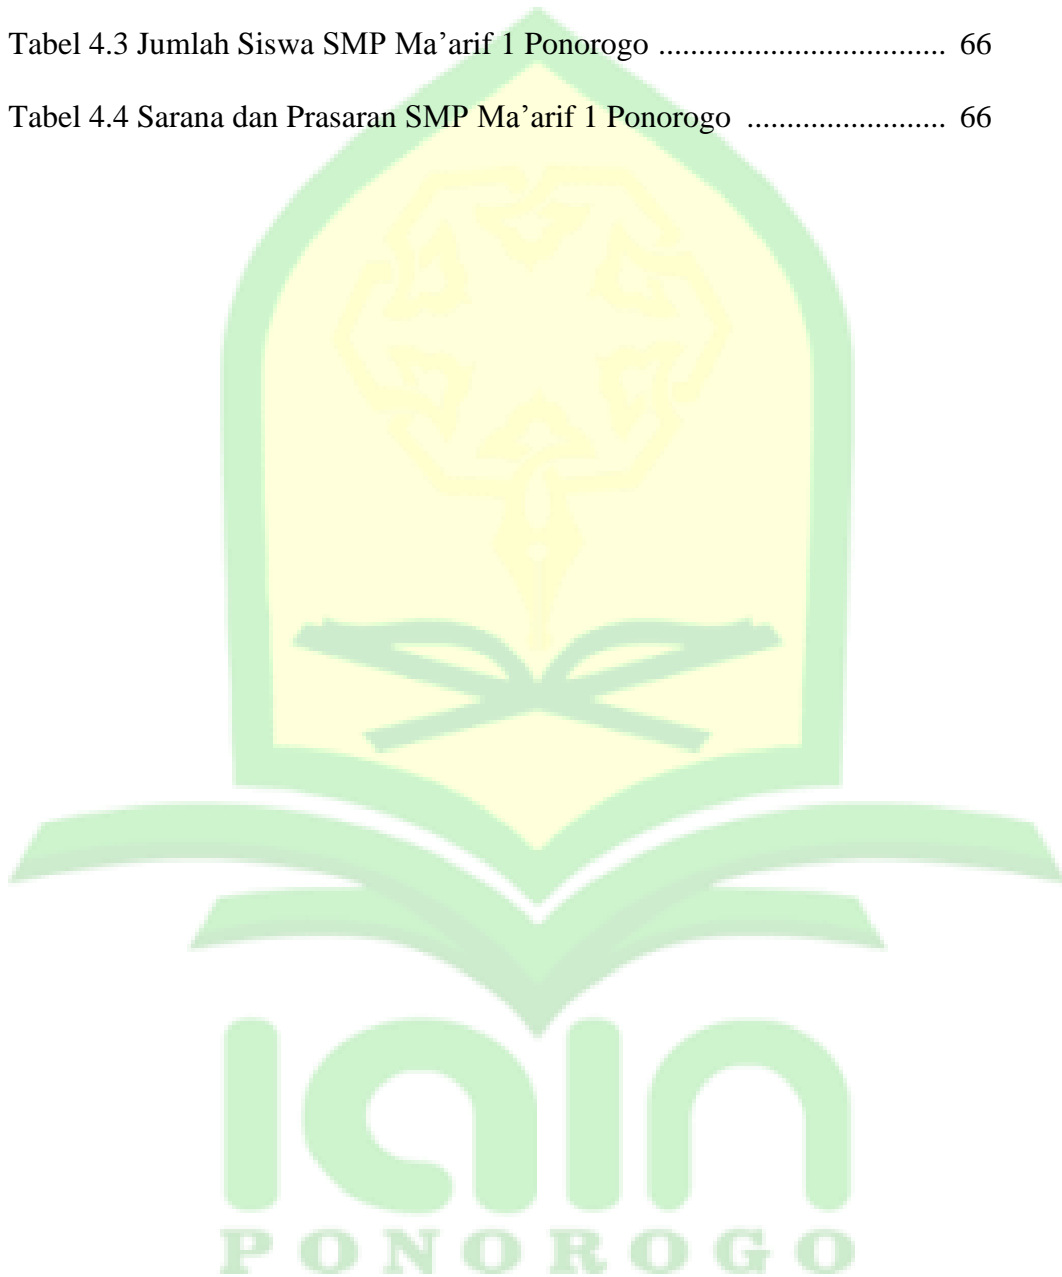 Tabel 4.3 Jumlah Siswa SMP Ma’arif 1 Ponorogo .................................. 66
Tabel 4.4 Sarana dan Prasaran SMP Ma’arif 1 Ponorogo ......................... 66
IAIN
PONOROGO